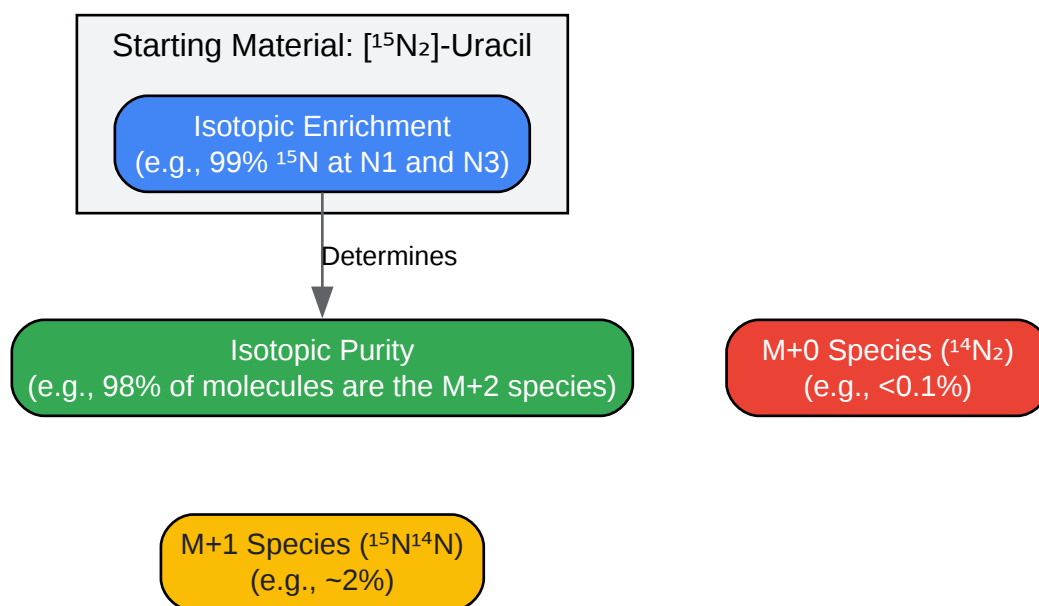 Starting Material: [¹⁵N₂]-Uracil
Isotopic Enrichment
(e.g., 99% ¹⁵N at N1 and N3)
Determines
Isotopic Purity
(e.g., 98% of molecules are the M+2 species)
M+0 Species (¹⁴N₂)
(e.g., <0.1%)
M+1 Species (¹⁵N¹⁴N)
(e.g., ~2%)